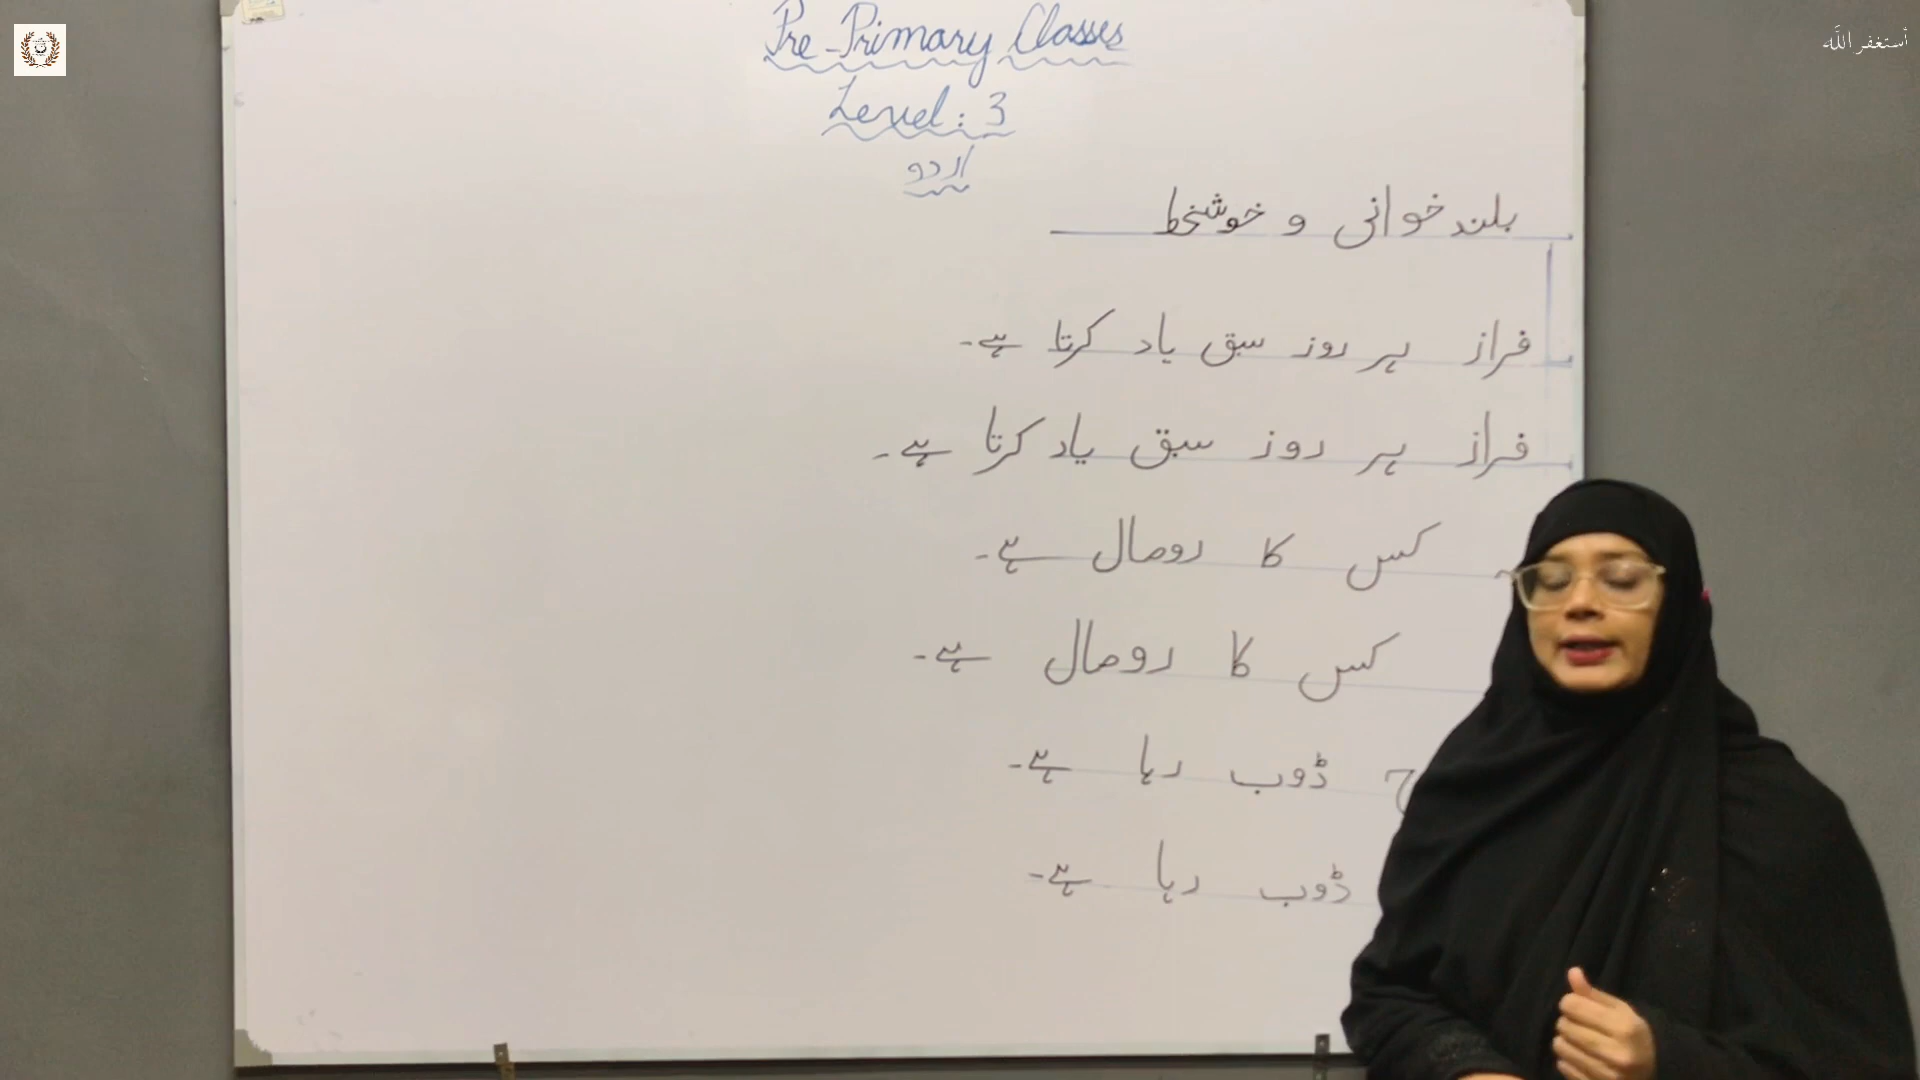 أستغفر اللّٰه
Pre-Primary Classes
Level: 3
اردو
بلند خوانی و خوشخط
فراز ہر روز سبق یاد کرتا ہے۔
فراز ہر روز سبق یاد کرتا ہے۔
کس کا رومال ہے۔
کس کا رومال ہے۔
ڈوب رہا ہے۔
ڈوب رہا ہے۔